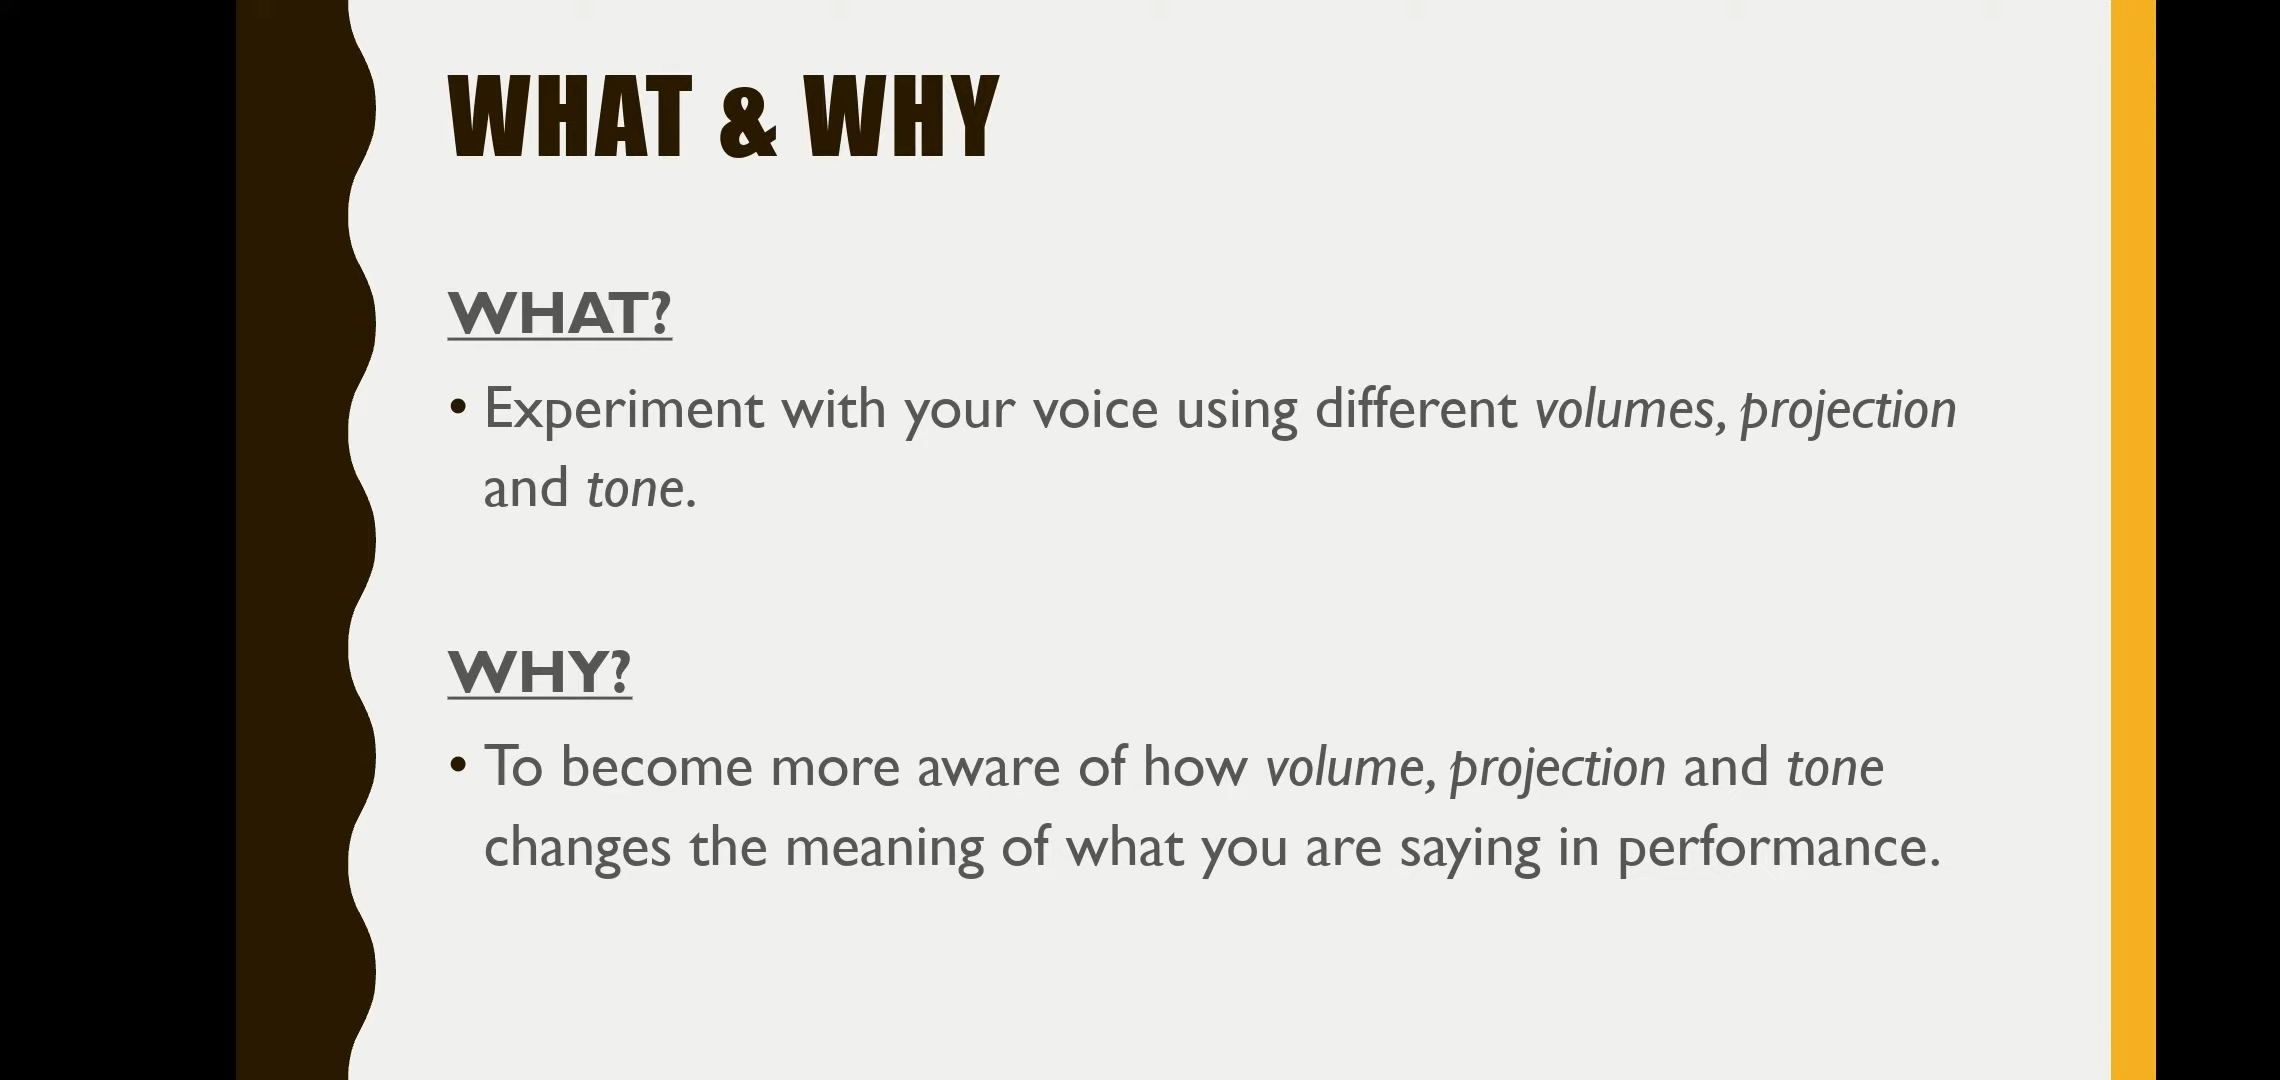 WHAT & WHY
WHAT?
• Experiment with your voice using different volumes, projection
and tone.
WHY?
• To become more aware of how volume, projection and tone
changes the meaning of what you are saying in performance.